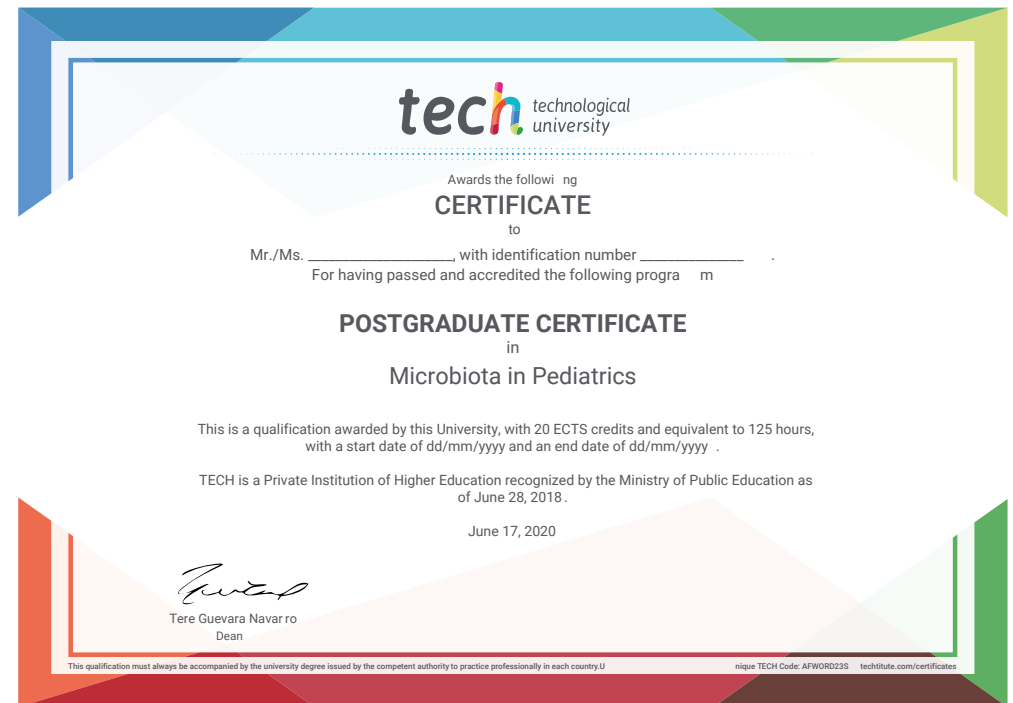 tech technological
university
Awards the followi ng
CERTIFICATE
to
Mr./Ms. ____________________, with identification number ______________ .
For having passed and accredited the following progra m
POSTGRADUATE CERTIFICATE
in
Microbiota in Pediatrics
This is a qualification awarded by this University, with 20 ECTS credits and equivalent to 125 hours,
with a start date of dd/mm/yyyy and an end date of dd/mm/yyyy .
TECH is a Private Institution of Higher Education recognized by the Ministry of Public Education as
of June 28, 2018.
June 17, 2020
Tere Guevara Navar ro
Dean
This qualification must always be accompanied by the university degree issued by the competent authority to practice professionally in each country.U nique TECH Code: AFWORD23S techtitute.com/certificates